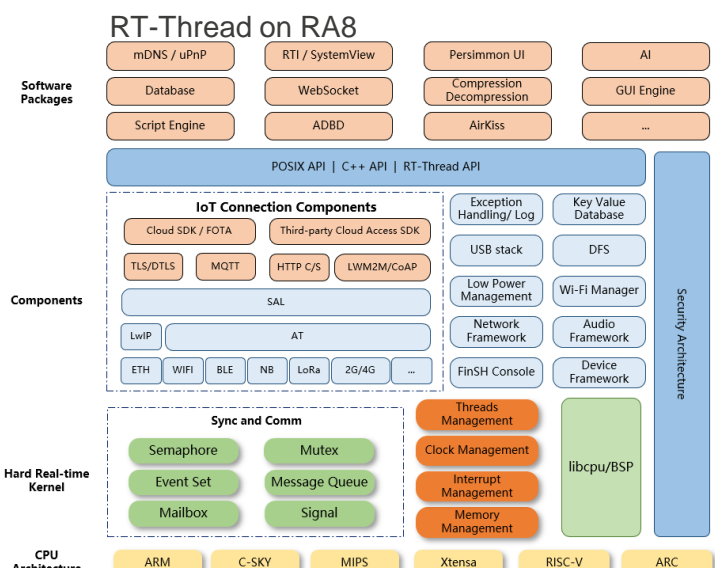 RT-Thread on RA8
mDNS / uPnP
RTI / SystemView
Persimmon UI
AI
Software
Packages
Database
WebSocket
Compression
Decompression
GUI Engine
Script Engine
ADBD
AirKiss
...
POSIX API | C++ API | RT-Thread API
IoT Connection Components
Cloud SDK / FOTA
Third-party Cloud Access SDK
TLS/DTLS
MQTT
HTTP C/S
LWM2M/CoAP
SAL
LwIP
AT
ETH
WIFI
BLE
NB
LoRa
2G/4G
...
Components
Exception
Handling/ Log
Key Value
Database
USB stack
DFS
Low Power
Management
Wi-Fi Manager
Network
Framework
Audio
Framework
FinSH Console
Device
Framework
Security Architecture
Hard Real-time
Kernel
Sync and Comm
Semaphore
Mutex
Event Set
Message Queue
Mailbox
Signal
Threads
Management
Clock Management
Interrupt
Management
Memory
Management
libcpu/BSP
CPU
Architecture
ARM
C-SKY
MIPS
Xtensa
RISC-V
ARC